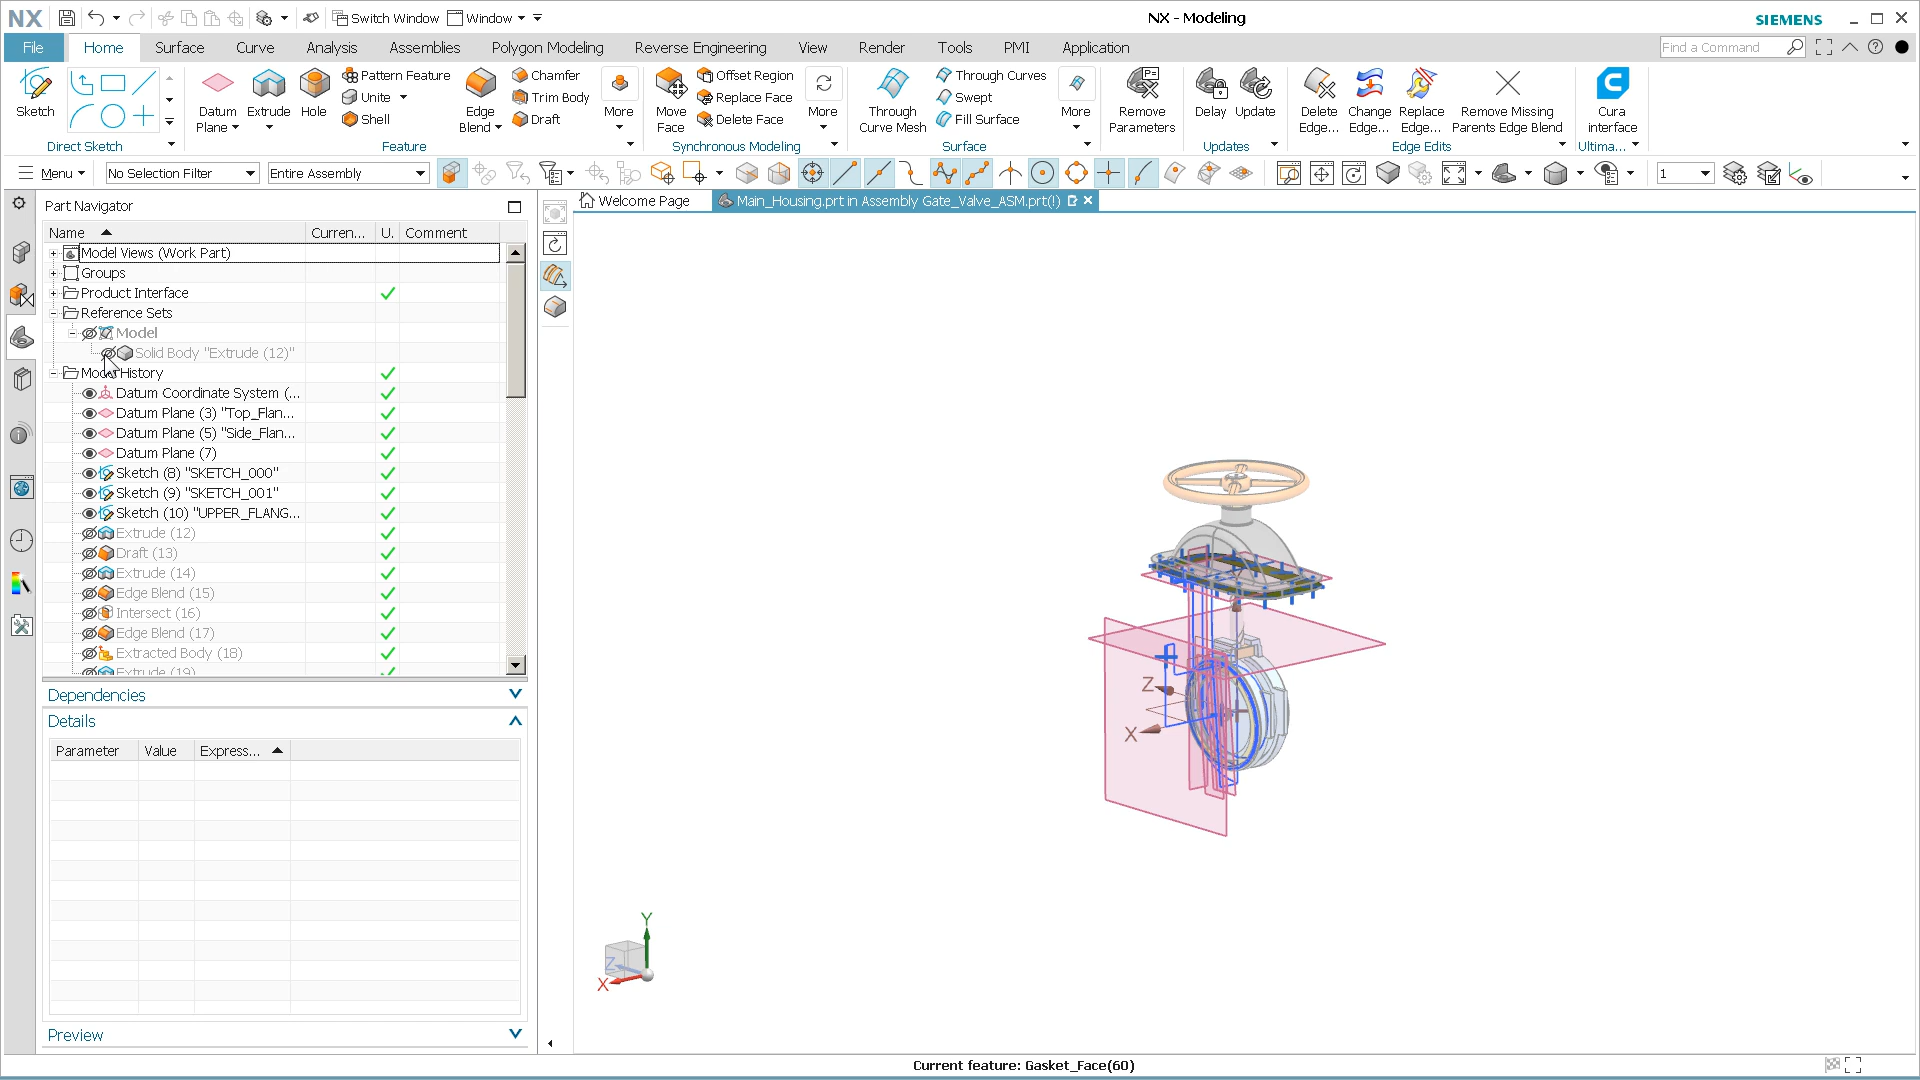 NX
Switch Window
Window
NX - Modeling
SIEMENS
File
Home
Surface
Curve
Analysis
Assemblies
Polygon Modeling
Reverse Engineering
View
Render
Tools
PMI
Application
Find a Command
Sketch
Direct Sketch
Datum Plane
Extrude
Hole
Pattern Feature
Unite
Shell
Edge Blend
Chamfer
Trim Body
Draft
More
Feature
Move Face
Offset Region
Replace Face
Delete Face
More
Synchronous Modeling
Through Curve Mesh
Through Curves
Swept
Fill Surface
More
Surface
Remove Parameters
Delay
Update
Updates
Delete Edge...
Change Edge...
Replace Edge...
Remove Missing Parents Edge Blend
Edge Edits
Cura interface
Ultima...
Menu
No Selection Filter
Entire Assembly
1
Part Navigator
Welcome Page
Main_Housing.prt in Assembly Gate_Valve_ASM.prt(!)
Name
Curren...
U.
Comment
Model Views (Work Part)
Groups
Product Interface
Reference Sets
Model
Solid Body "Extrude (12)"
Model History
Datum Coordinate System (...
Datum Plane (3) "Top_Flan...
Datum Plane (5) "Side_Flan...
Datum Plane (7)
Sketch (8) "SKETCH_000"
Sketch (9) "SKETCH_001"
Sketch (10) "UPPER_FLANG...
Extrude (12)
Draft (13)
Extrude (14)
Edge Blend (15)
Intersect (16)
Edge Blend (17)
Extracted Body (18)
Extrude (19)
Dependencies
Details
Parameter
Value
Express...
Preview
Z
X
Y
Z
X
Current feature: Gasket_Face(60)